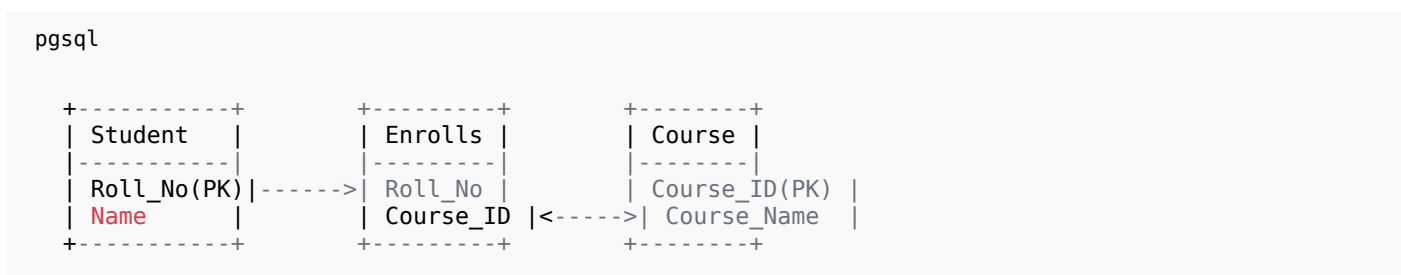 pgsql
+-----------+        +---------+        +--------+
| Student   |        | Enrolls |        | Course |
|-----------|        |---------|        |--------|
| Roll_No(PK)|------>| Roll_No |        | Course_ID(PK) |
| Name      |        | Course_ID |<----->| Course_Name  |
+-----------+        +---------+        +--------+